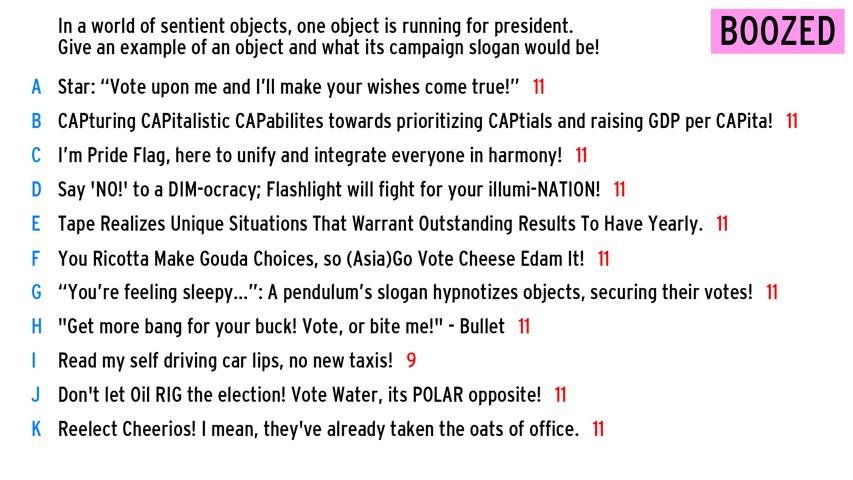 In a world of sentient objects, one object is running for president.
Give an example of an object and what its campaign slogan would be!
BOOZED
A Star: “Vote upon me and I’ll make your wishes come true!” 11
B CAPturing CAPitalistic CAPabilites towards prioritizing CAPtials and raising GDP per CAPita! 11
C I’m Pride Flag, here to unify and integrate everyone in harmony! 11
D Say 'NO!' to a DIM-ocracy; Flashlight will fight for your illumi-NATION! 11
E Tape Realizes Unique Situations That Warrant Outstanding Results To Have Yearly. 11
F You Ricotta Make Gouda Choices, so (Asia)Go Vote Cheese Edam It! 11
G “You’re feeling sleepy...”: A pendulum’s slogan hypnotizes objects, securing their votes! 11
H "Get more bang for your buck! Vote, or bite me!" - Bullet 11
I Read my self driving car lips, no new taxis! 9
J Don't let Oil RIG the election! Vote Water, its POLAR opposite! 11
K Reelect Cheerios! I mean, they've already taken the oats of office. 11